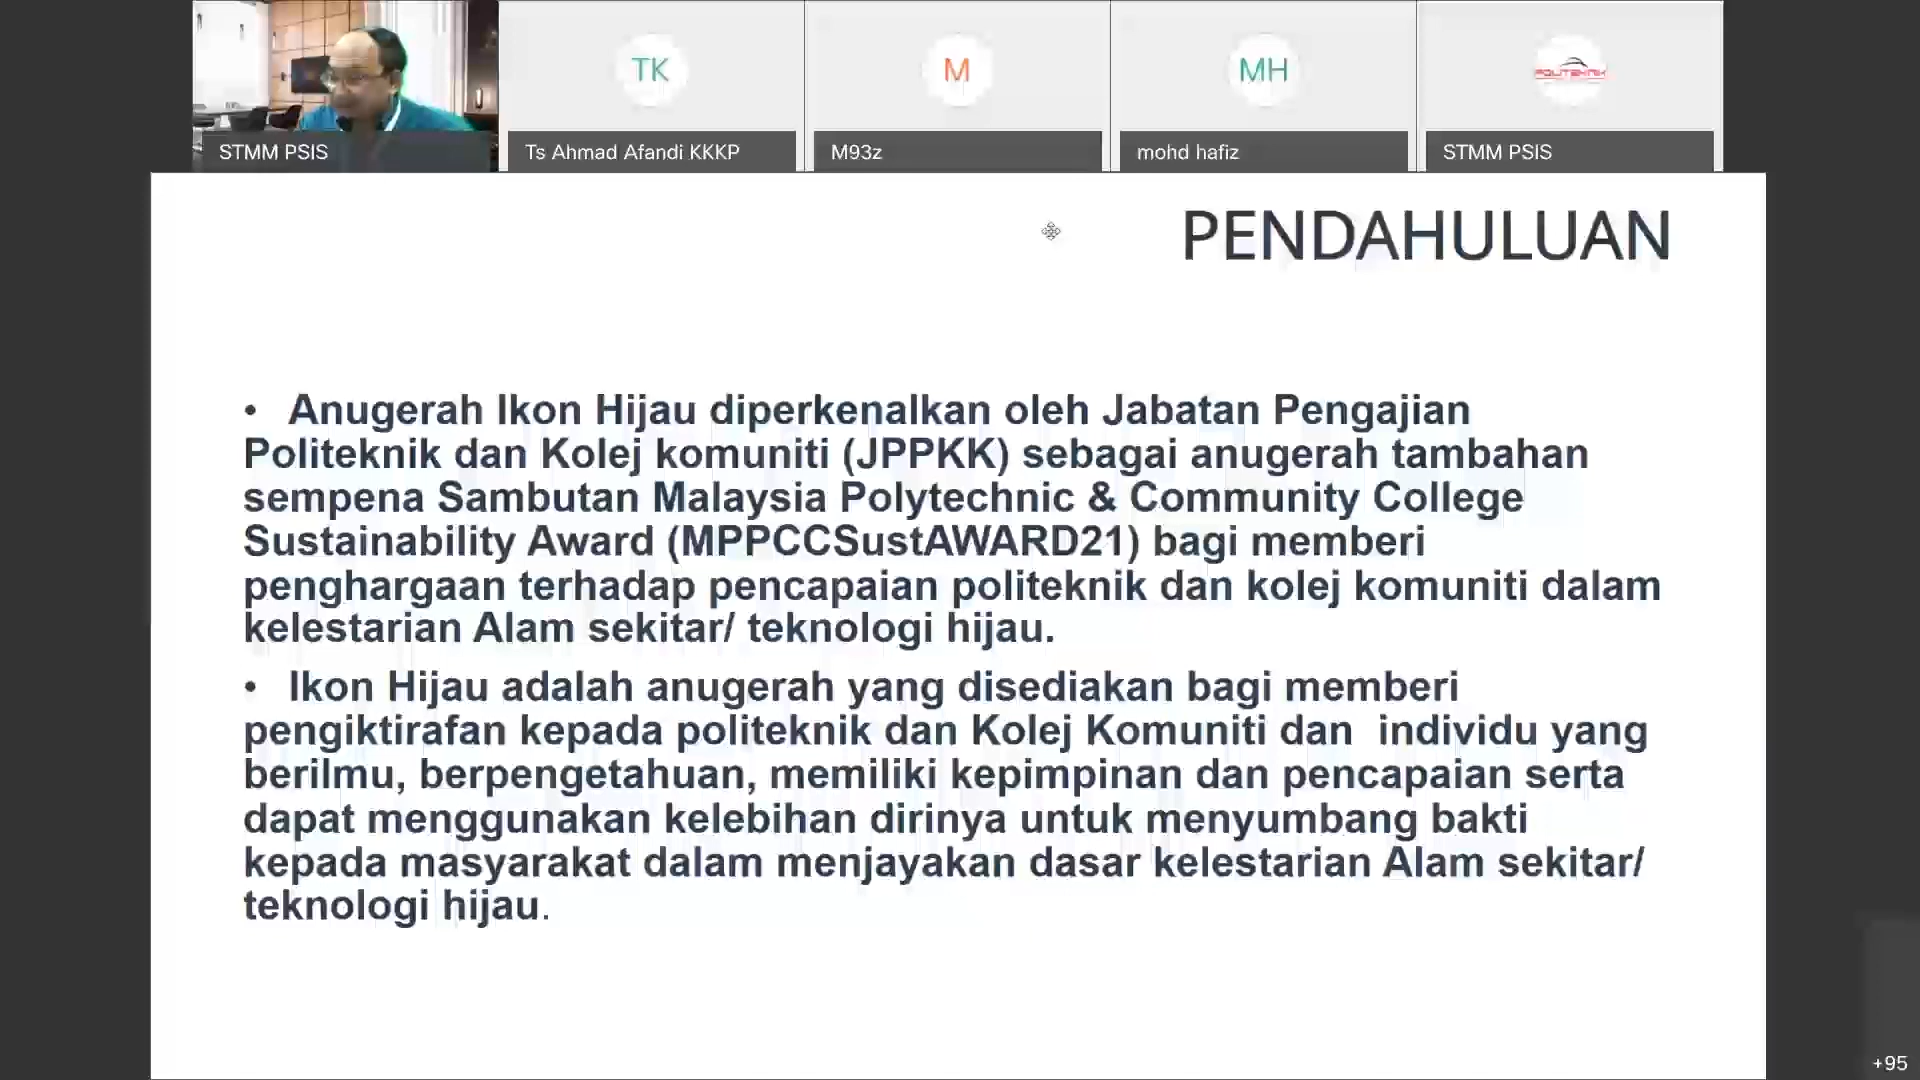 TK
M
MH
POLITEKNIK
STMM PSIS
Ts Ahmad Afandi KKKP
M93z
mohd hafiz
STMM PSIS
PENDAHULUAN
• Anugerah Ikon Hijau diperkenalkan oleh Jabatan Pengajian
Politeknik dan Kolej komuniti (JPPKK) sebagai anugerah tambahan
sempena Sambutan Malaysia Polytechnic & Community College
Sustainability Award (MPPCCSustAWARD21) bagi memberi
penghargaan terhadap pencapaian politeknik dan kolej komuniti dalam
kelestarian Alam sekitar/ teknologi hijau.
• Ikon Hijau adalah anugerah yang disediakan bagi memberi
pengiktirafan kepada politeknik dan Kolej Komuniti dan  individu yang
berilmu, berpengetahuan, memiliki kepimpinan dan pencapaian serta
dapat menggunakan kelebihan dirinya untuk menyumbang bakti
kepada masyarakat dalam menjayakan dasar kelestarian Alam sekitar/
teknologi hijau.
+95